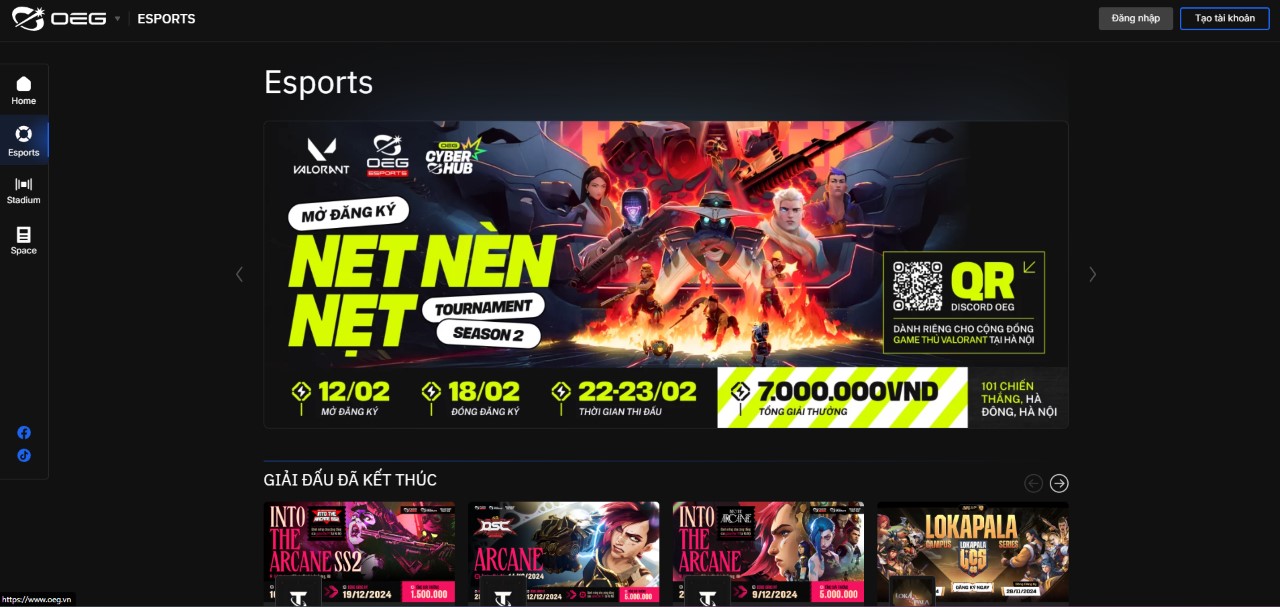 OEG
ESPORTS
Đăng nhập
Tạo tài khoản
Home
Esports
Stadium
Space
Esports
VALORANT
OEG
ESPORTS
OEG
CYBER
HUB
MỞ ĐĂNG KÝ
NẸT NÈN
NẸT
TOURNAMENT
SEASON 2
QR
DISCORD OEG
DÀNH RIÊNG CHO CỘNG ĐỒNG
GAME THỦ VALORANT TẠI HÀ NỘI
12/02
MỞ ĐĂNG KÝ
18/02
ĐÓNG ĐĂNG KÝ
22-23/02
THỜI GIAN THI ĐẤU
7.000.000VND
TỔNG GIẢI THƯỞNG
101 CHIẾN
THẮNG, HÀ
ĐÔNG, HÀ NỘI
GIẢI ĐẤU ĐÃ KẾT THÚC
INTO
THE
ARCANE SS2
19/12/2024
1.500.000
DSC
ARCANE
12/2024
5.000.000
INTO
THE
ARCANE
ARCANE
9/12/2024
5.000.000
LOKAPALA
CAMPUS
SERIES
LOKAPALA
ĐĂNG KÝ NGAY
28/11/2024
https://www.oeg.vn